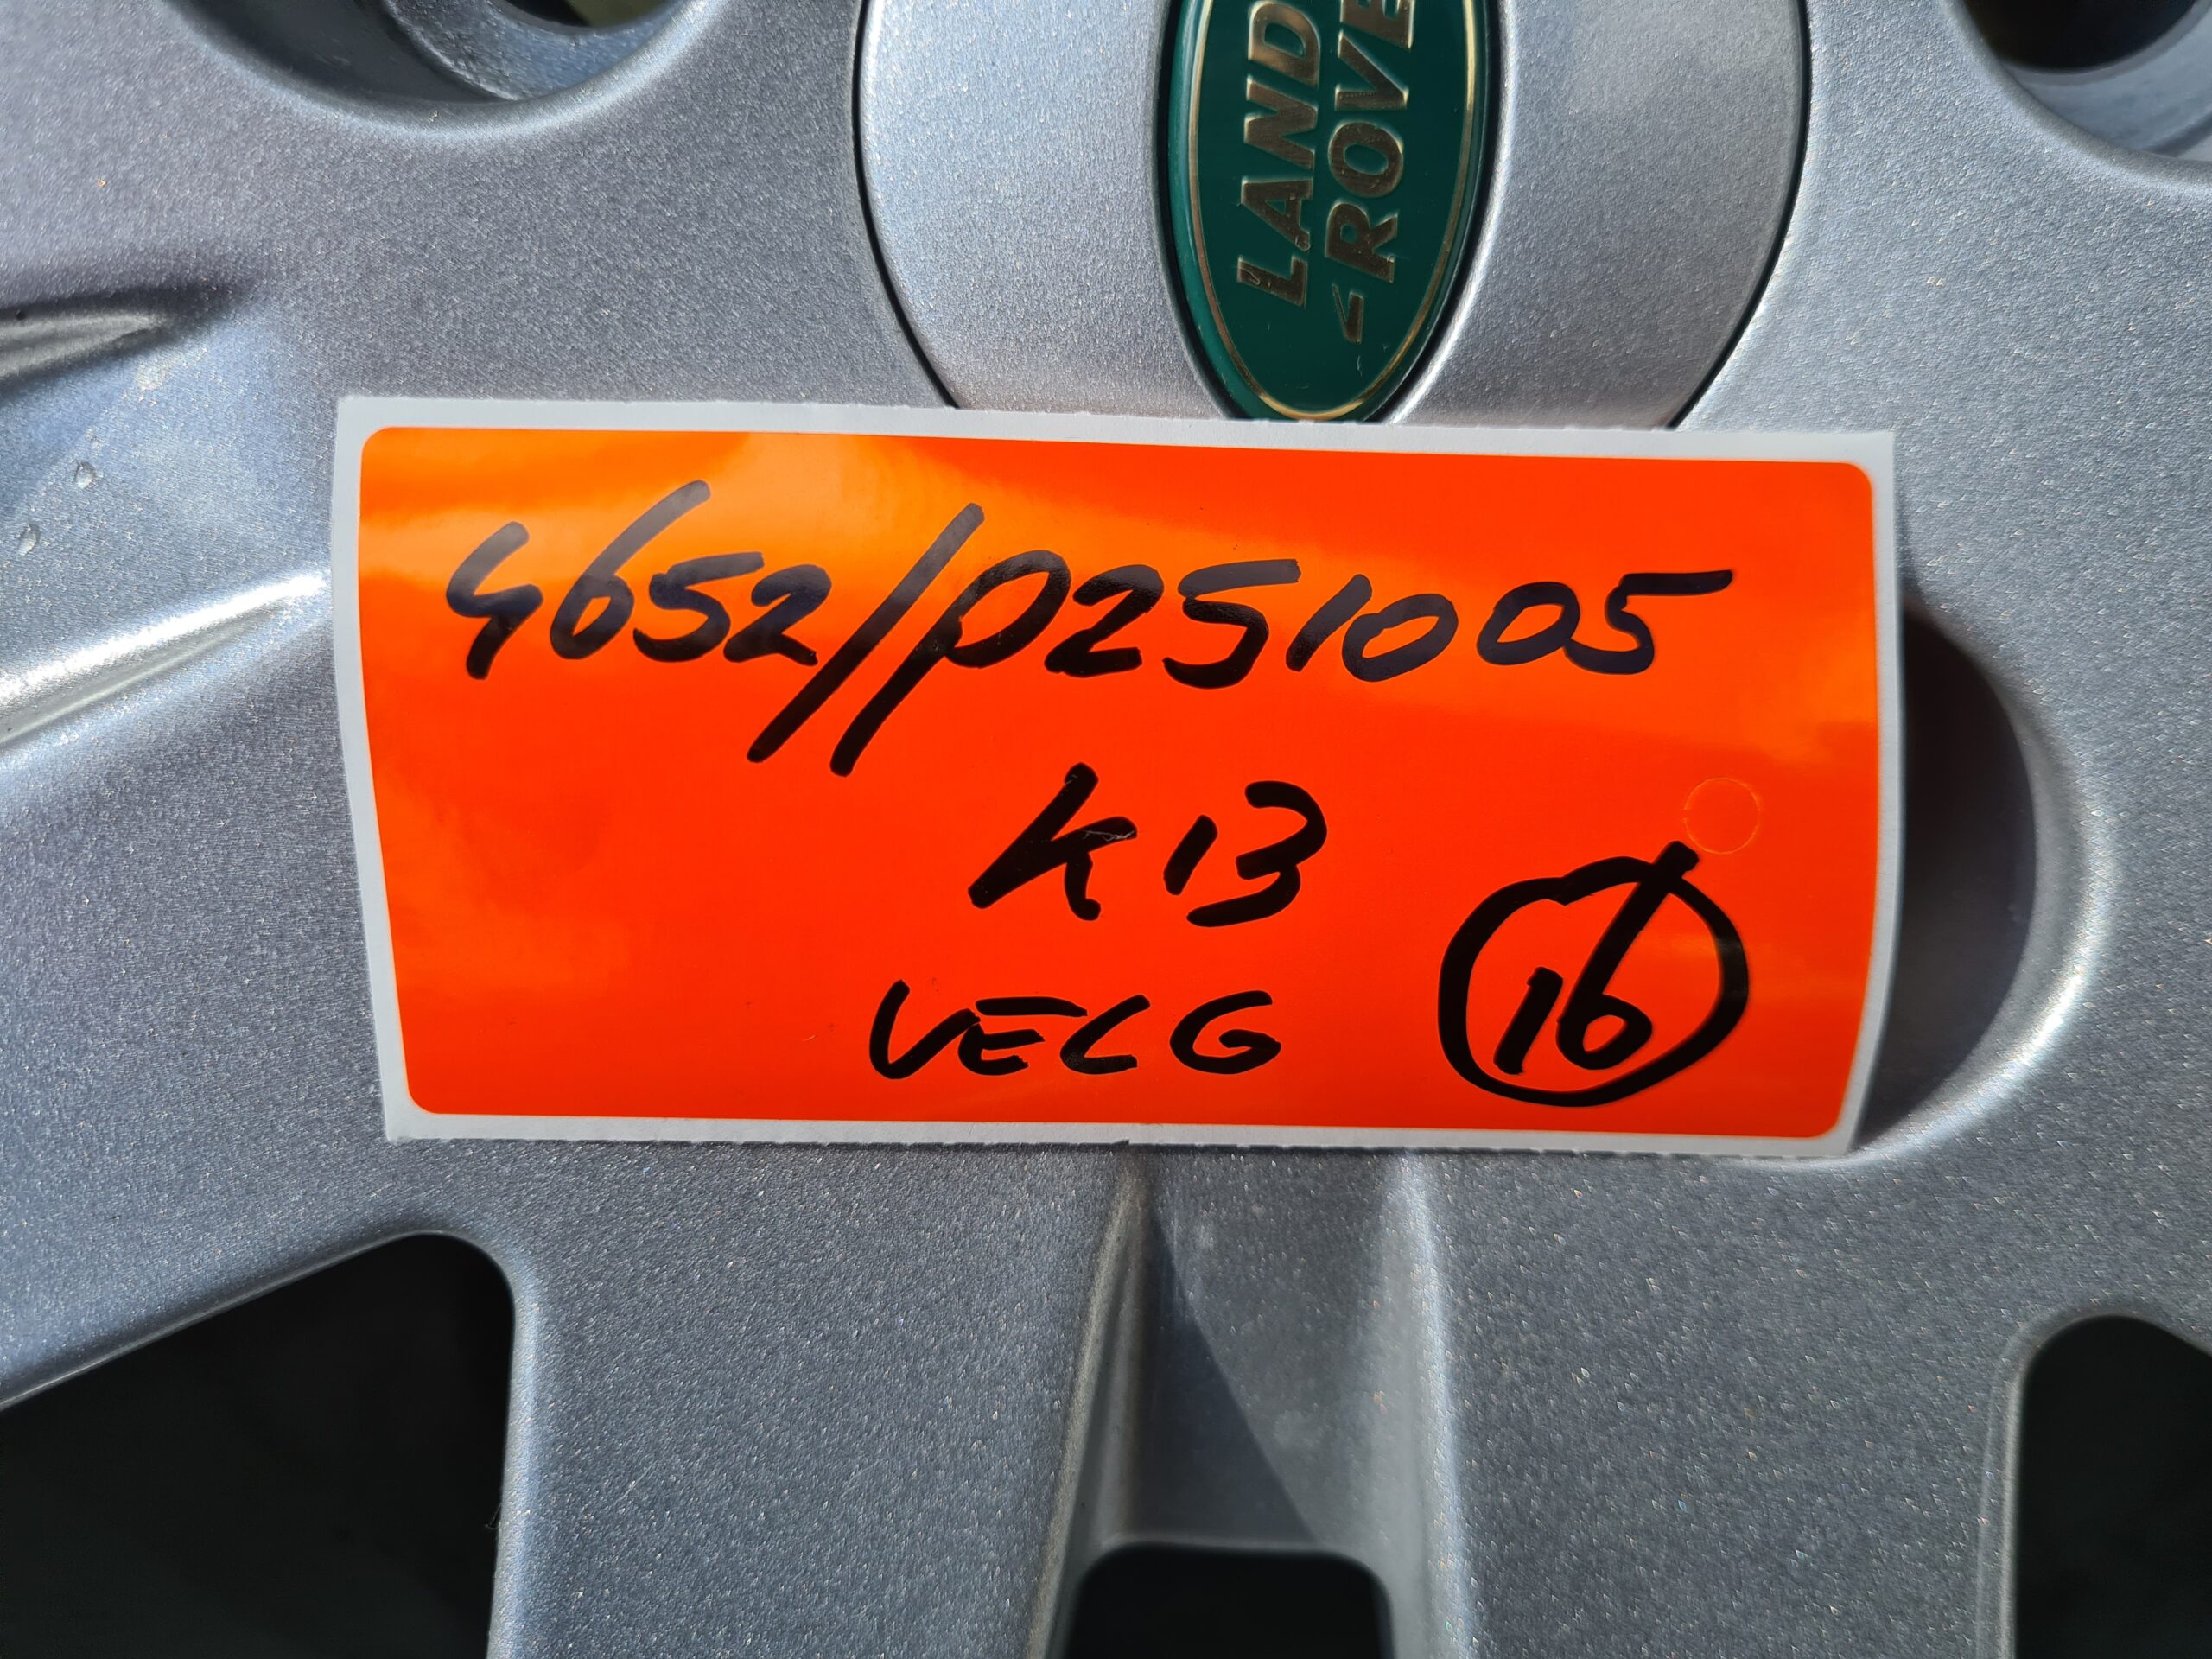 LAND
ROVE
4652/P251005
K13
VELG
16